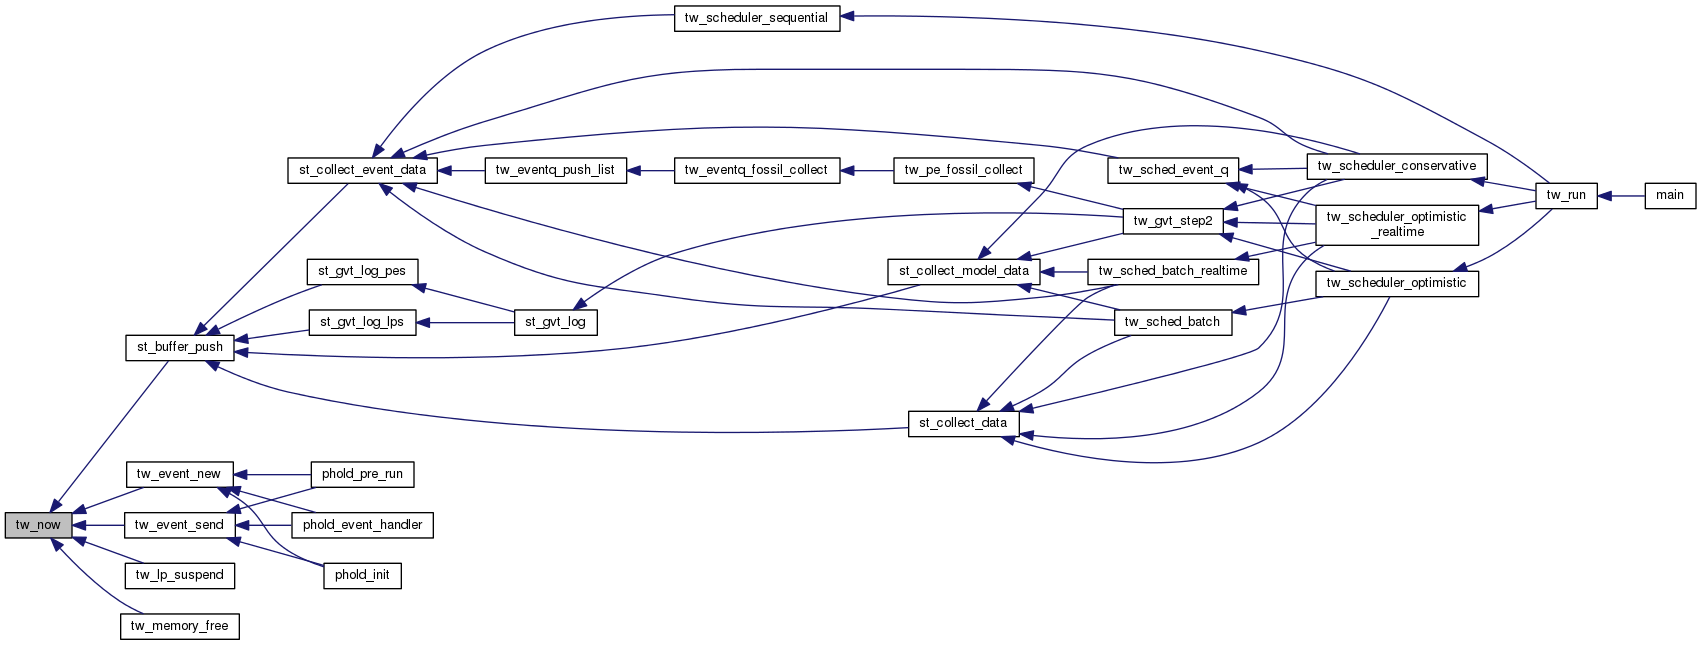 tw_scheduler_sequential
st_collect_event_data
tw_eventq_push_list
tw_eventq_fossil_collect
tw_pe_fossil_collect
tw_sched_event_q
tw_scheduler_conservative
tw_run
main
tw_gvt_step2
tw_scheduler_optimistic
_realtime
st_gvt_log_pes
st_collect_model_data
tw_sched_batch_realtime
tw_scheduler_optimistic
st_gvt_log_lps
st_gvt_log
tw_sched_batch
st_buffer_push
st_collect_data
tw_event_new
phold_pre_run
tw_now
tw_event_send
phold_event_handler
tw_lp_suspend
phold_init
tw_memory_free